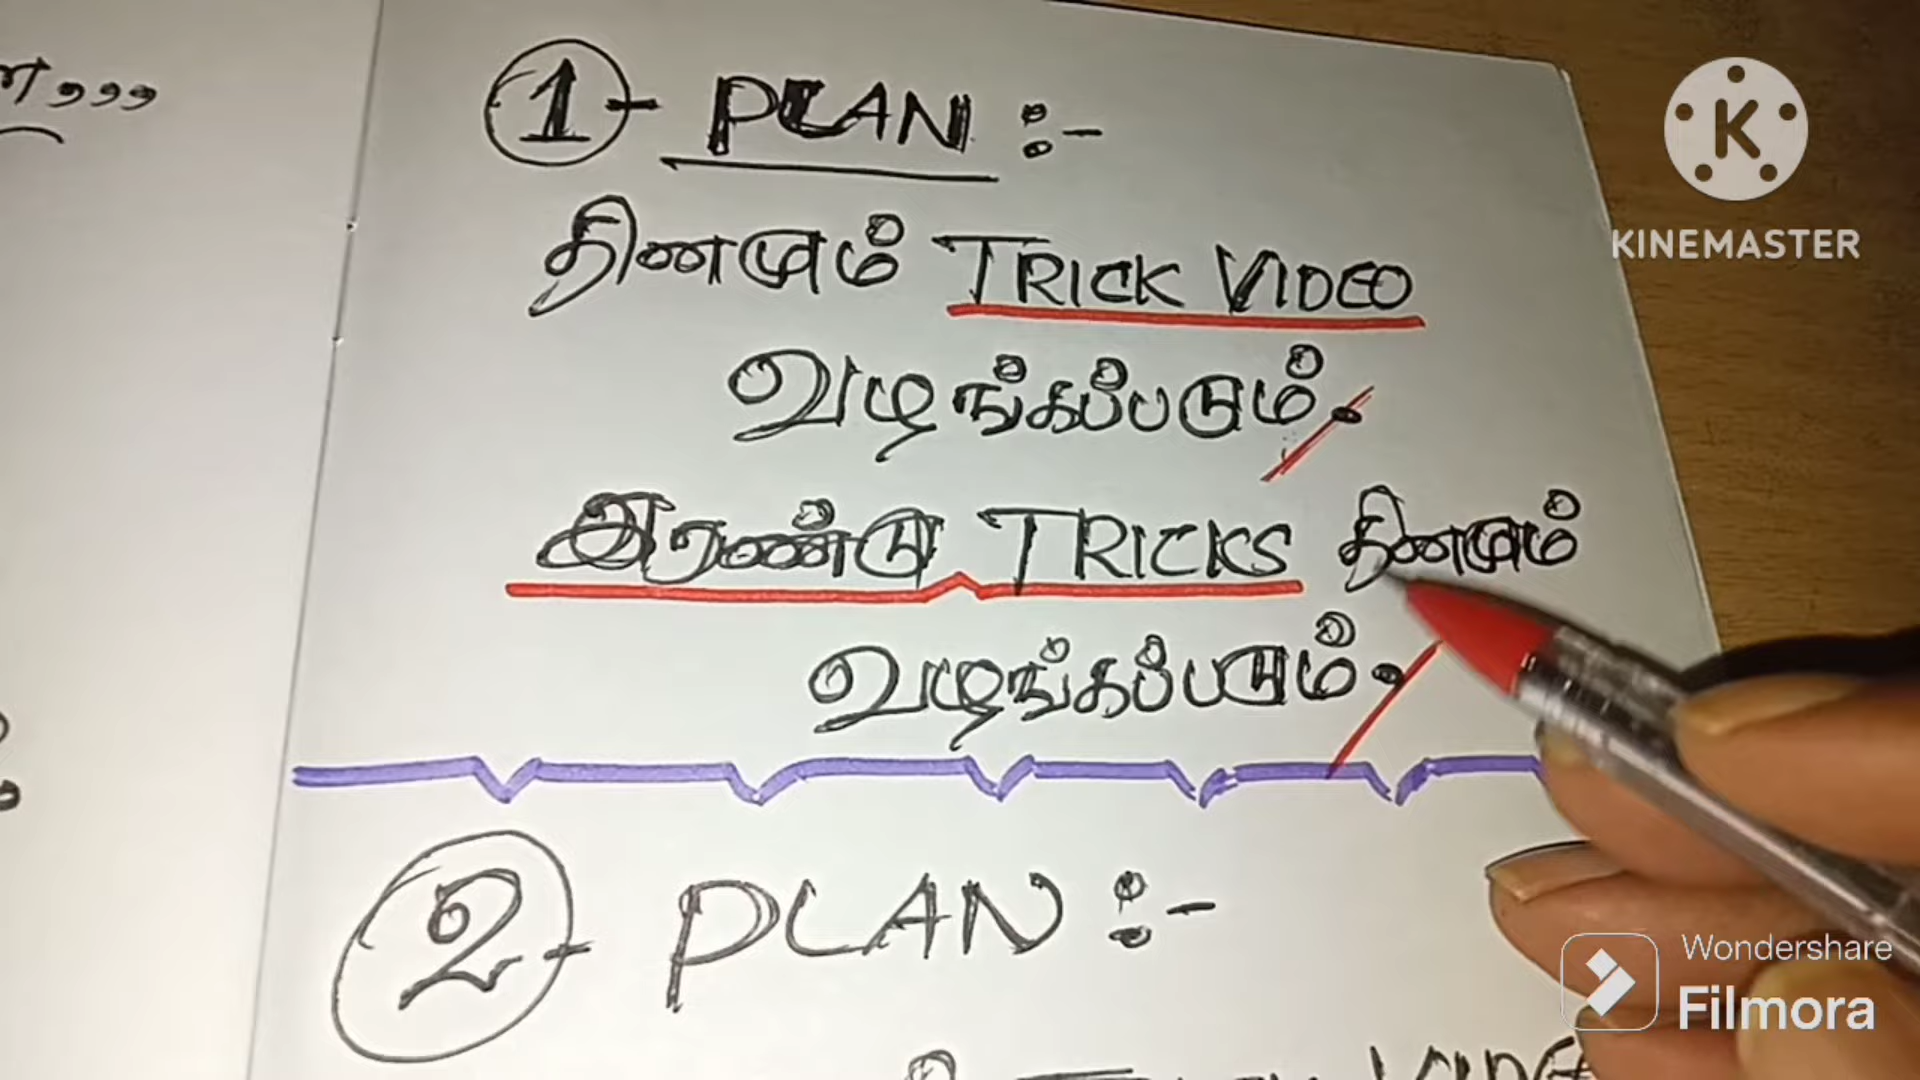 1 - PLAN :-
தினமும் TRICK VIDEO
வழங்கப்படும்.
இரண்டு TRICKS தினமும்
வழங்கப்படும்.
2 - PLAN :-
K
KINEMASTER
Wondershare
Filmora